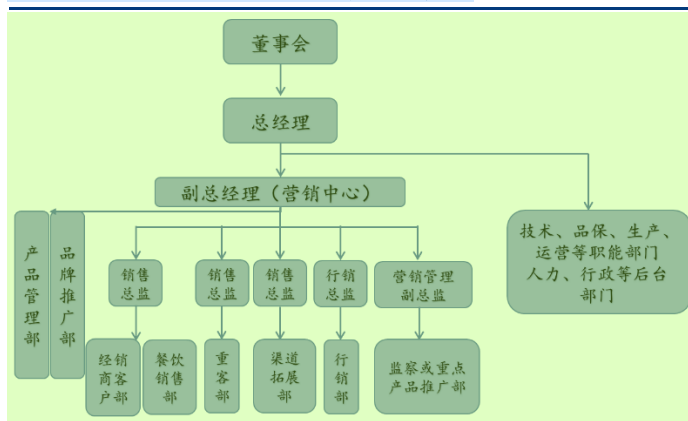 董事会
总经理
副总经理（营销中心）
产品管理部
品牌推广部
技术、品保、生产、
运营等职能部门
人力、行政等后台
部门
销售
总监
销售
总监
销售
总监
行销
总监
营销管理
副总监
经销
商客
户部
餐饮
销售
部
重
客
部
渠道
拓展
部
行
销
部
监察或重点
产品推广部